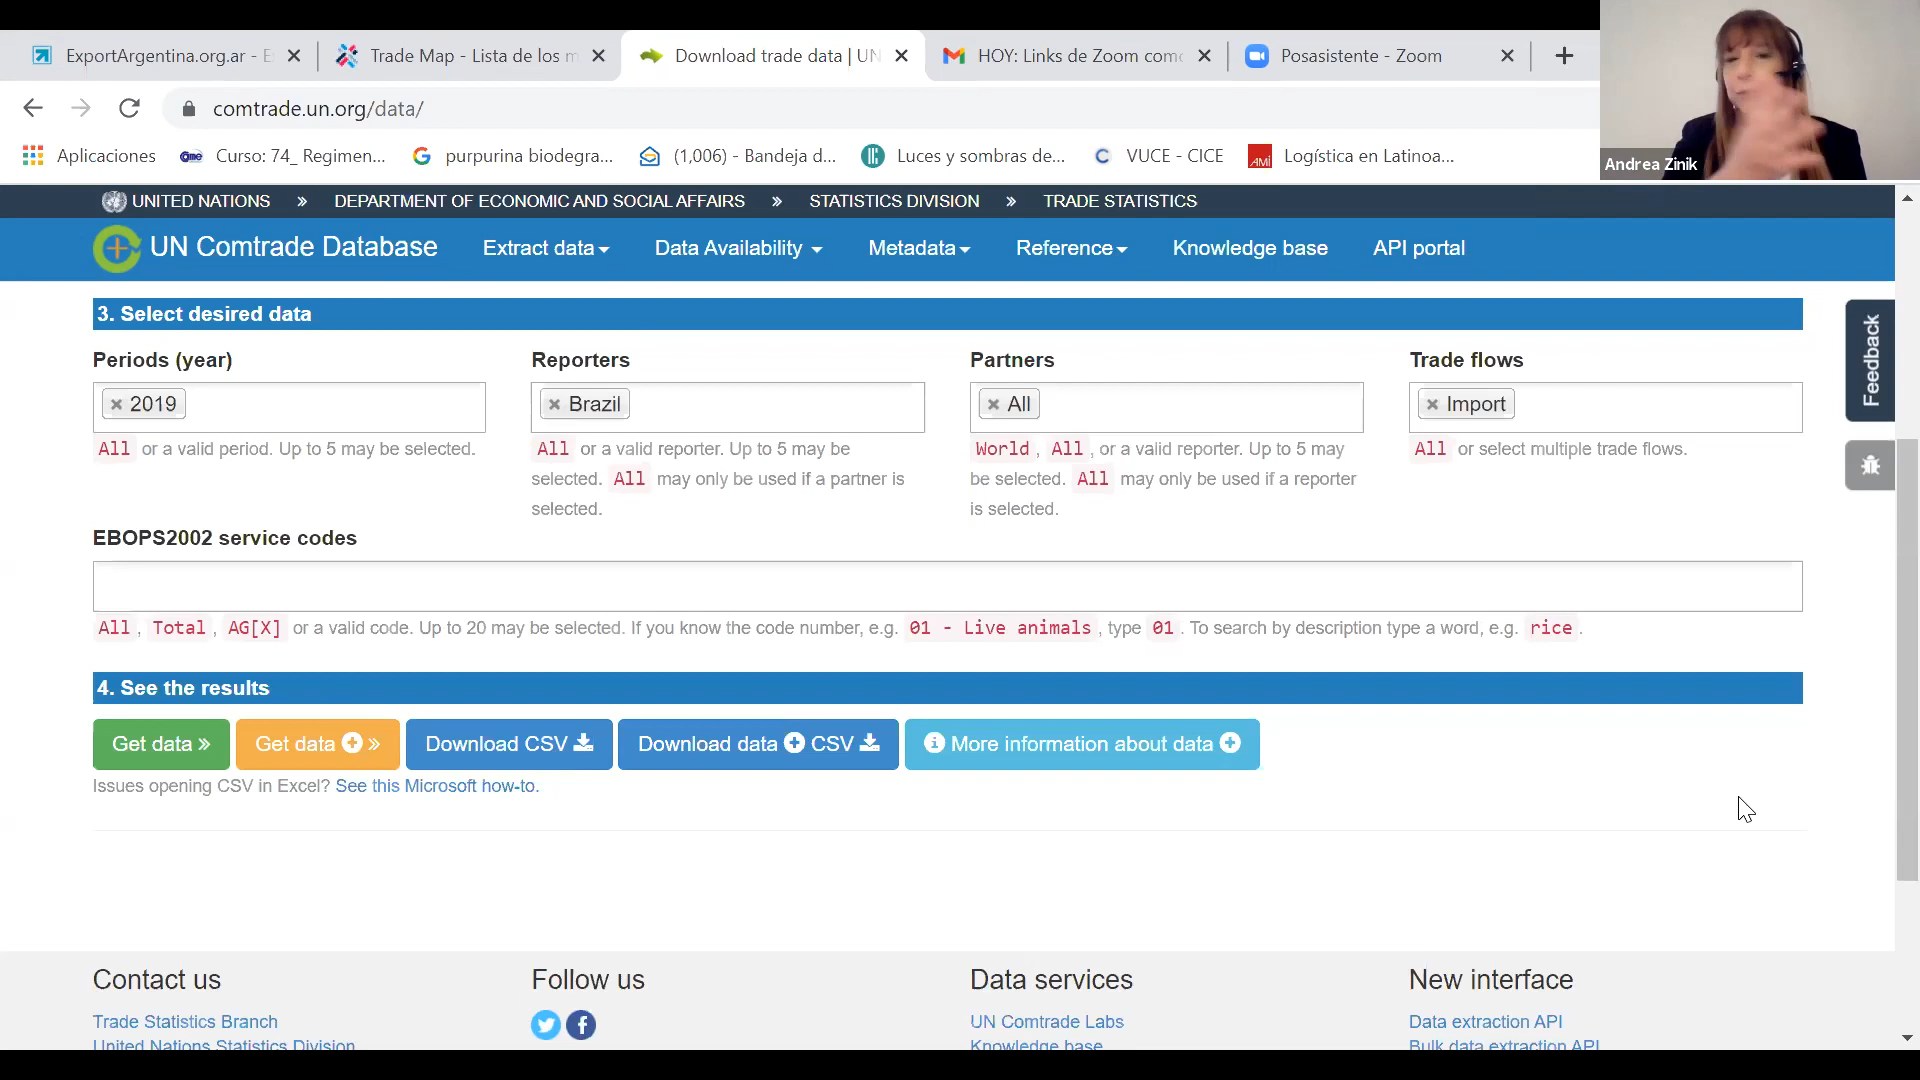 ExportArgentina.org.ar - E
Trade Map - Lista de los m
Download trade data | UN
HOY: Links de Zoom como
Posasistente - Zoom
comtrade.un.org/data/
Aplicaciones
Curso: 74_ Regimen...
purpurina biodegra...
(1,006) - Bandeja d...
Luces y sombras de...
VUCE - CICE
Logística en Latinoa...
Andrea Zinik
UNITED NATIONS » DEPARTMENT OF ECONOMIC AND SOCIAL AFFAIRS » STATISTICS DIVISION » TRADE STATISTICS
UN Comtrade Database
Extract data
Data Availability
Metadata
Reference
Knowledge base
API portal
Feedback
3. Select desired data
Periods (year)
× 2019
All or a valid period. Up to 5 may be selected.
Reporters
× Brazil
All or a valid reporter. Up to 5 may be
selected. All may only be used if a partner is
selected.
Partners
× All
World , All , or a valid reporter. Up to 5 may
be selected. All may only be used if a reporter
is selected.
Trade flows
× Import
All or select multiple trade flows.
EBOPS2002 service codes
All , Total , AG[X] or a valid code. Up to 20 may be selected. If you know the code number, e.g. 01 - Live animals , type 01 . To search by description type a word, e.g. rice .
4. See the results
Get data »
Get data »
Download CSV
Download data CSV
More information about data
Issues opening CSV in Excel? See this Microsoft how-to.
Contact us
Trade Statistics Branch
United Nations Statistics Division
Follow us
Data services
UN Comtrade Labs
Knowledge base
New interface
Data extraction API
Bulk data extraction API